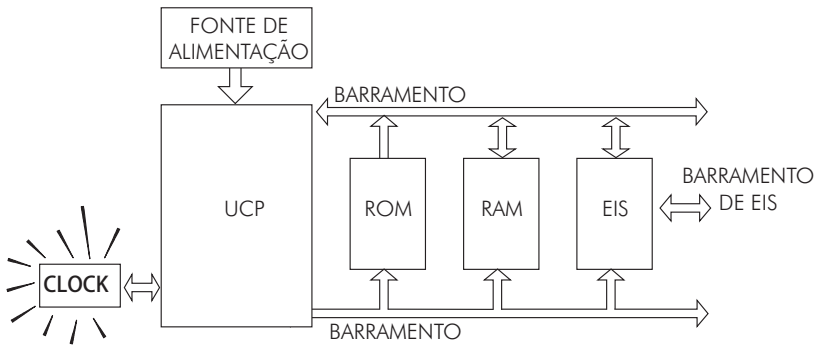 FONTE DE
ALIMENTAÇÃO
BARRAMENTO
UCP
ROM
RAM
EIS
BARRAMENTO
DE EIS
CLOCK
BARRAMENTO